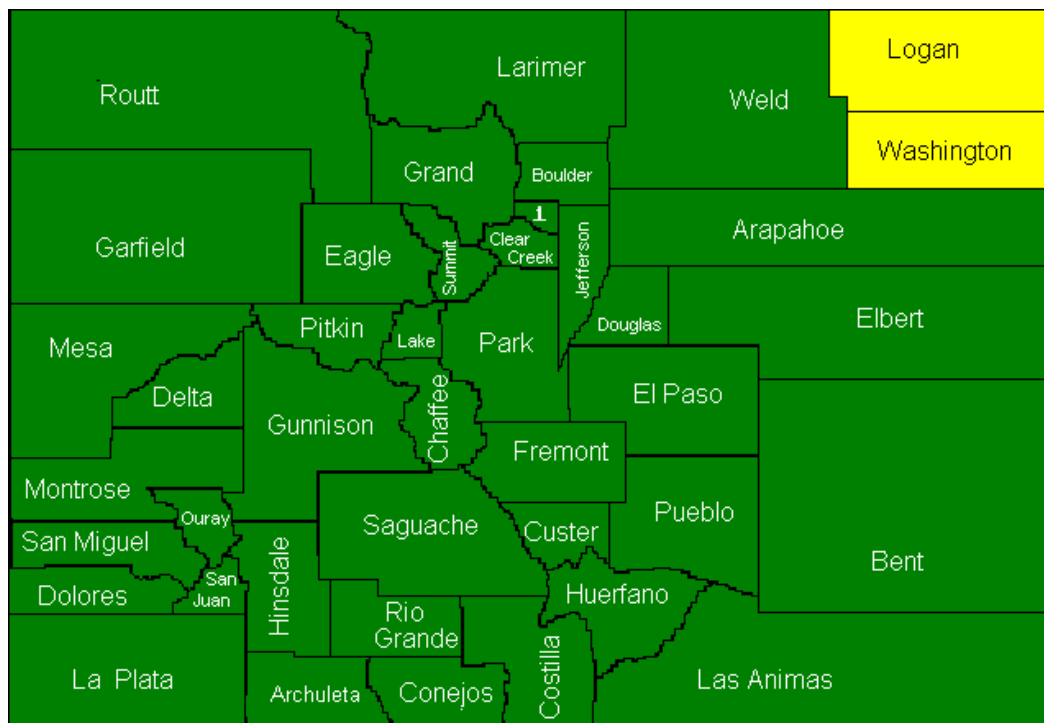 Logan
Larimer
Routt
Weld
Washington
Grand
Boulder
1
Arapahoe
Clear
Creek
Garfield
Eagle
Summit
Jefferson
Elbert
Pitkin
Douglas
Lake
Park
Mesa
Delta
El Paso
Gunnison
Chaffee
Fremont
Montrose
Ouray
Saguache
Custer
Pueblo
San Miguel
Bent
San
Juan
Dolores
Hinsdale
Huerfano
Rio
Grande
La Plata
Archuleta
Conejos
Costilla
Las Animas